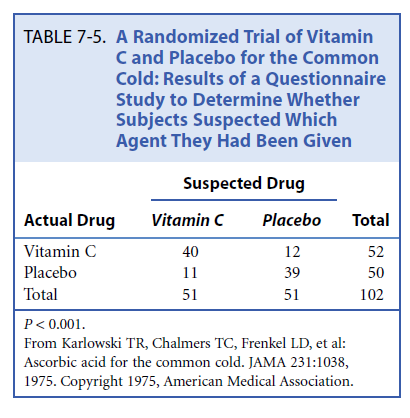 TABLE 7-5. A Randomized Trial of Vitamin
C and Placebo for the Common
Cold: Results of a Questionnaire
Study to Determine Whether
Subjects Suspected Which
Agent They Had Been Given
Suspected Drug
Actual Drug Vitamin C Placebo Total
Vitamin C 40 12 52
Placebo 11 39 50
Total 51 51 102
P < 0.001.
From Karlowski TR, Chalmers TC, Frenkel LD, et al:
Ascorbic acid for the common cold. JAMA 231:1038,
1975. Copyright 1975, American Medical Association.